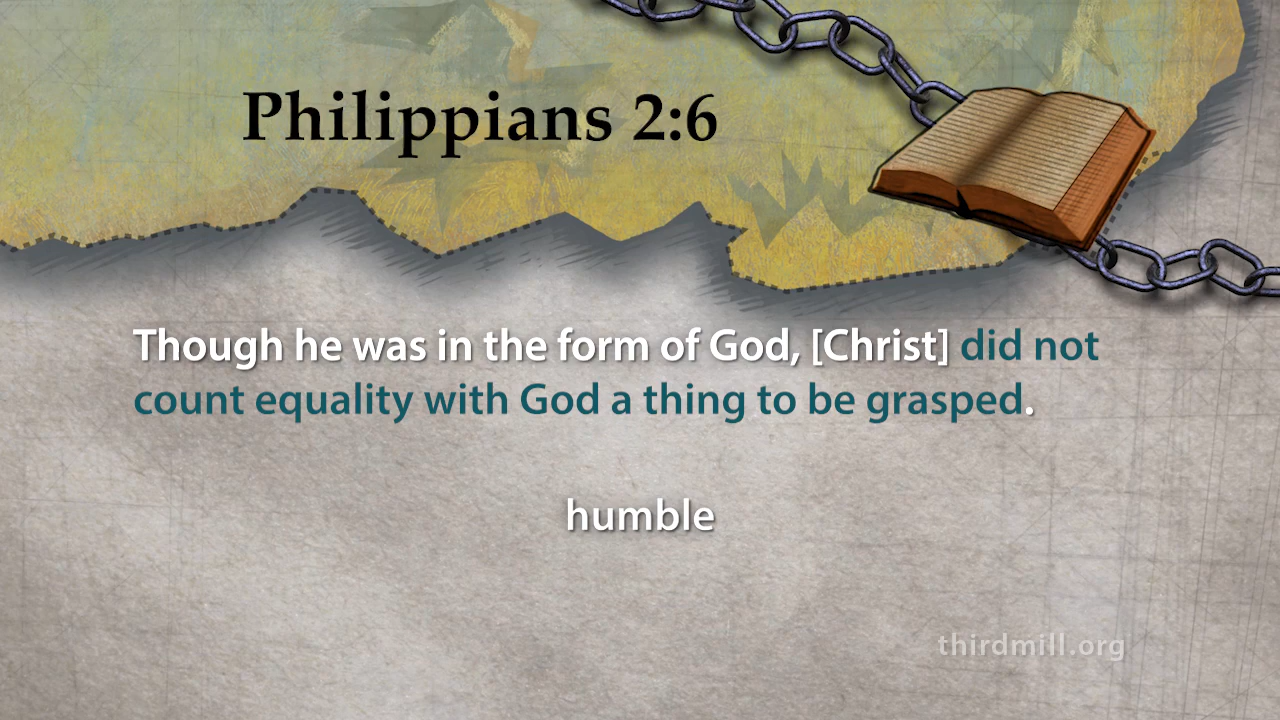 Philippians 2:6
Though he was in the form of God, [Christ] did not
count equality with God a thing to be grasped.
humble
thirdmill.org